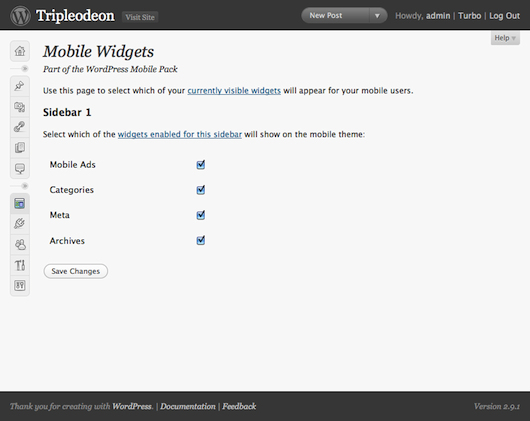 Tripleodeon Visit Site New Post Howdy, admin | Turbo | Log Out
Help
Mobile Widgets
Part of the WordPress Mobile Pack
Use this page to select which of your currently visible widgets will appear for your mobile users.
Sidebar 1
Select which of the widgets enabled for this sidebar will show on the mobile theme:
Mobile Ads
Categories
Meta
Archives
Save Changes
Thank you for creating with WordPress. | Documentation | Feedback Version 2.9.1